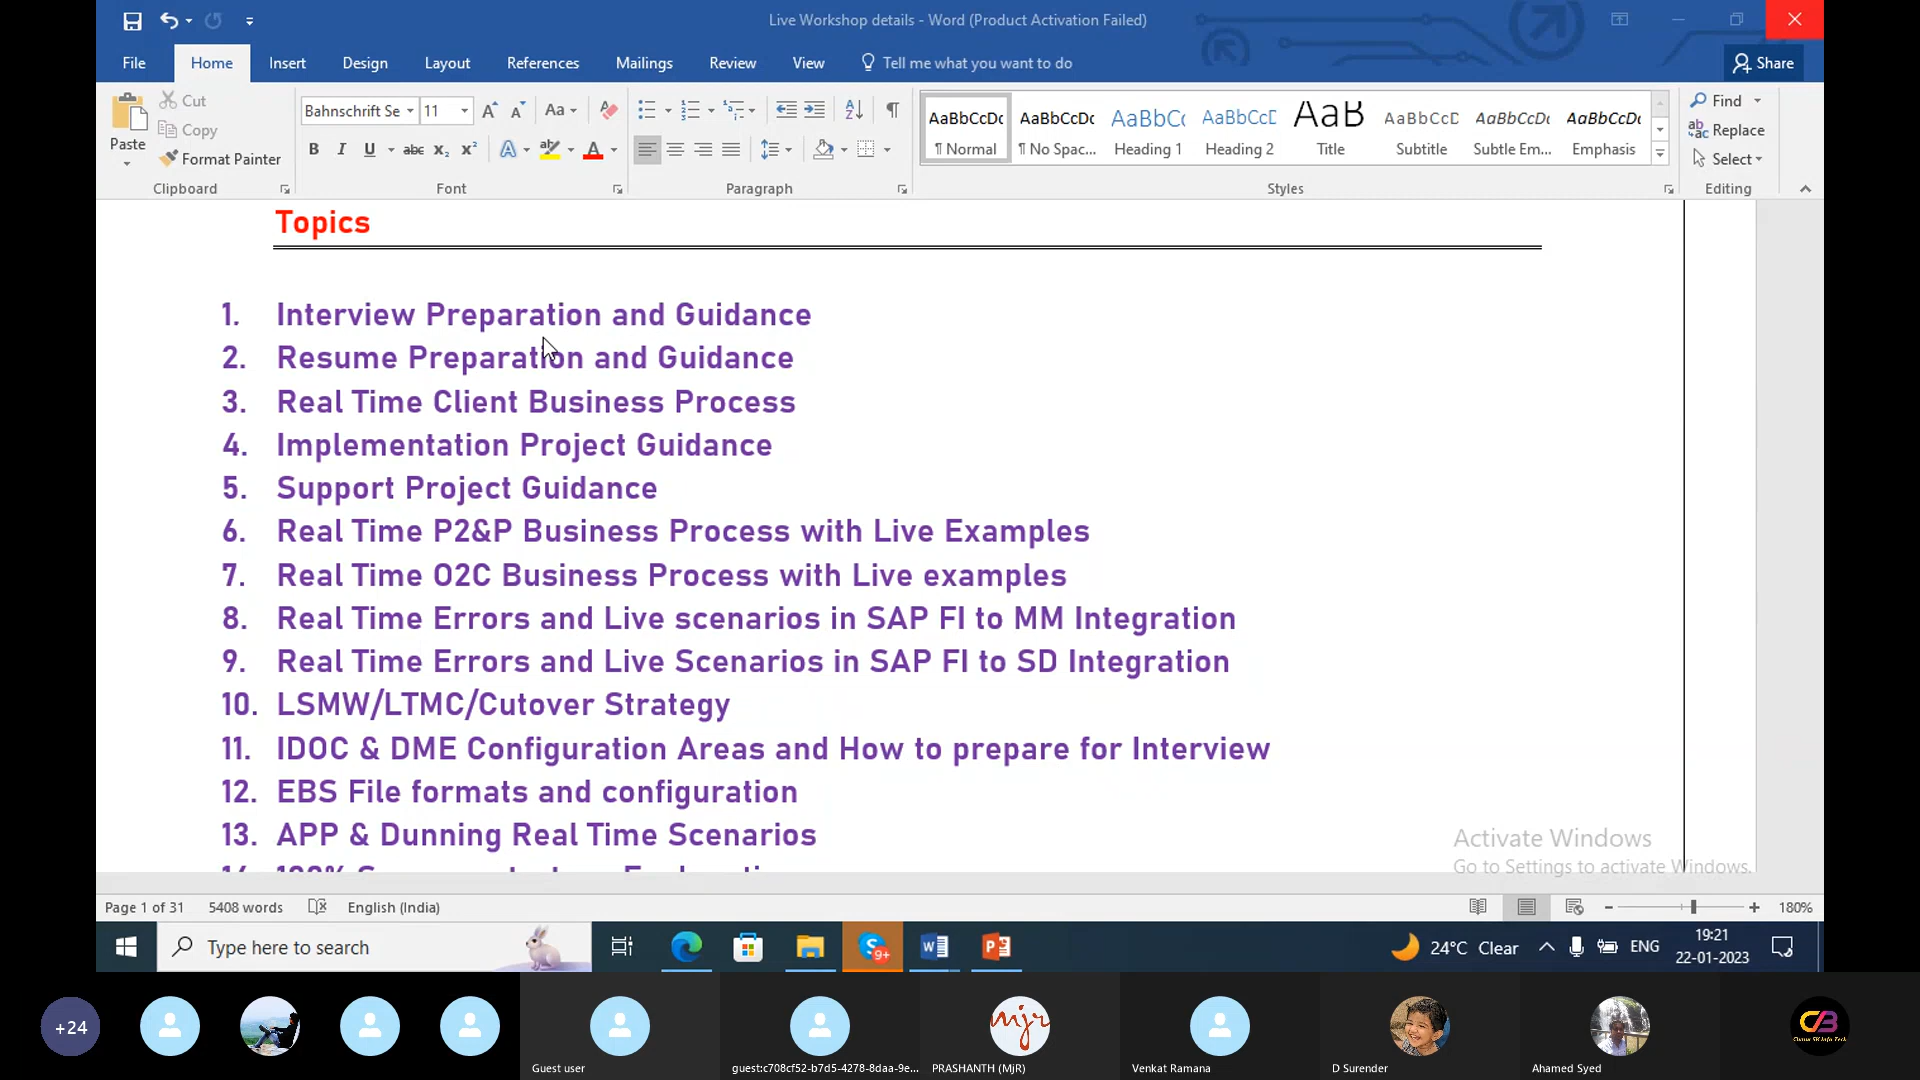 Live Workshop details - Word (Product Activation Failed)
File Home Insert Design Layout References Mailings Review View Tell me what you want to do Share
Cut
Copy
Paste
Format Painter
Bahnschrift Se 11
AaBbCcDc AaBbCcDc AaBbCc AaBbCcE AaB AaBbCcD AaBbCcDc AaBbCcDc
¶ Normal ¶ No Spac... Heading 1 Heading 2 Title Subtitle Subtle Em... Emphasis
Find
Replace
Select
Clipboard Font Paragraph Styles Editing
Topics
1. Interview Preparation and Guidance
2. Resume Preparation and Guidance
3. Real Time Client Business Process
4. Implementation Project Guidance
5. Support Project Guidance
6. Real Time P2&P Business Process with Live Examples
7. Real Time O2C Business Process with Live examples
8. Real Time Errors and Live scenarios in SAP FI to MM Integration
9. Real Time Errors and Live Scenarios in SAP FI to SD Integration
10. LSMW/LTMC/Cutover Strategy
11. IDOC & DME Configuration Areas and How to prepare for Interview
12. EBS File formats and configuration
13. APP & Dunning Real Time Scenarios
Activate Windows
Go to Settings to activate Windows.
Page 1 of 31 5408 words English (India) 180%
Type here to search
9+
24°C Clear ENG
19:21
22-01-2023
+24
Guest user
guest:c708cf52-b7d5-4278-8daa-9e...
PRASHANTH (MJR)
Venkat Ramana
D Surender
Ahamed Syed